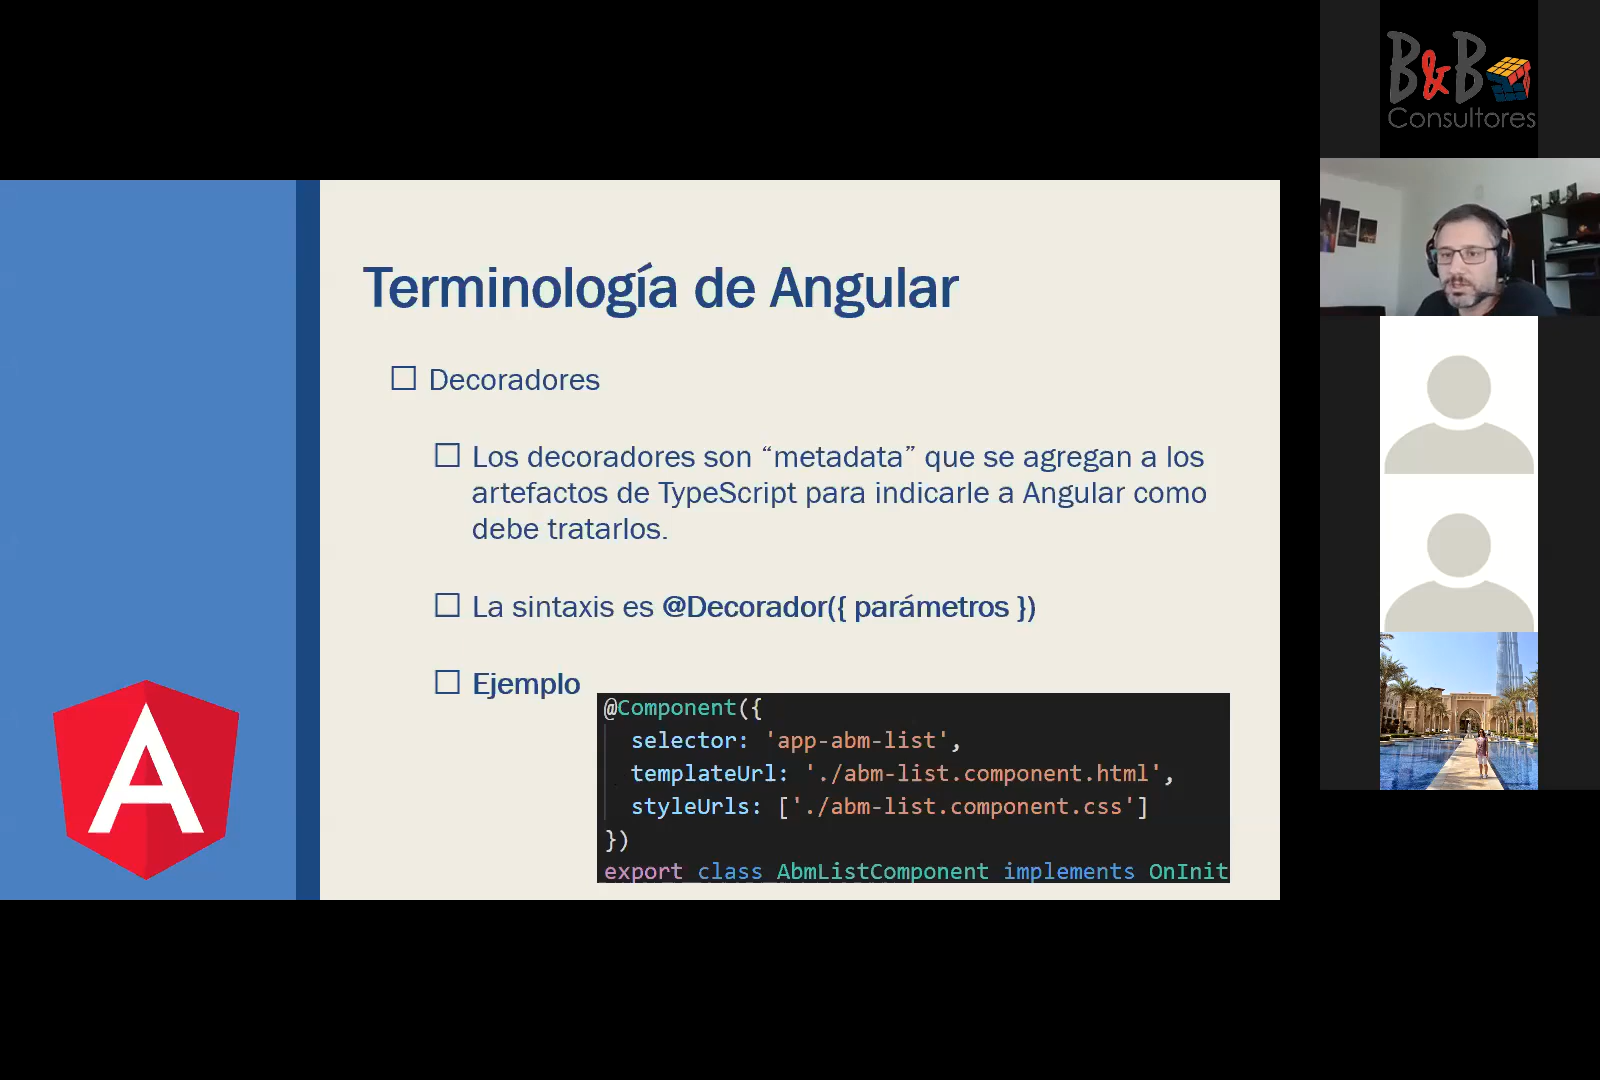 B&B
Consultores
Terminología de Angular
Decoradores
Los decoradores son “metadata” que se agregan a los
artefactos de TypeScript para indicarle a Angular como
debe tratarlos.
La sintaxis es @Decorador({ parámetros })
Ejemplo
@Component({
selector: 'app-abm-list',
templateUrl: './abm-list.component.html',
styleUrls: ['./abm-list.component.css']
})
export class AbmListComponent implements OnInit
A